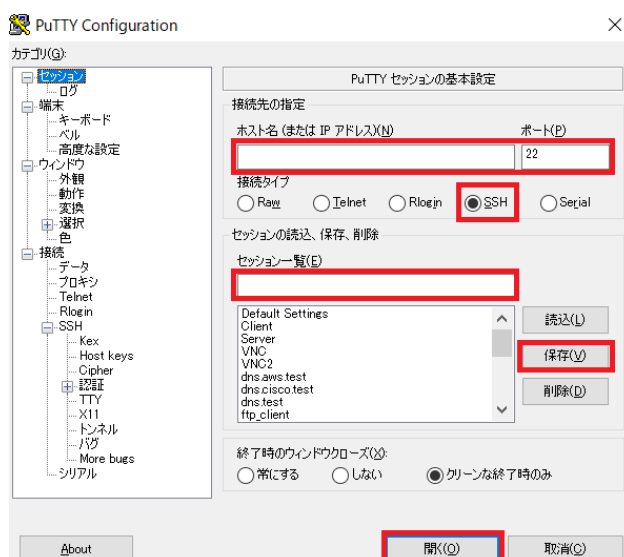 PuTTY Configuration
カテゴリ(G):
セッション
ログ
端末
キーボード
ベル
高度な設定
ウィンドウ
外観
動作
変換
選択
色
接続
データ
プロキシ
Telnet
Rlogin
SSH
Kex
Host keys
Cipher
認証
TTY
X11
トンネル
バグ
More bugs
シリアル
PuTTY セッションの基本設定
接続先の指定
ホスト名 (または IP アドレス)(N) ポート(P)
22
接続タイプ
Raw Telnet Rlogin SSH Serial
セッションの読込、保存、削除
セッション一覧(E)
Default Settings
Client
Server
VNC
VNC2
dns.aws.test
dns.cisco.test
dns.test
ftp_client
読込(L)
保存(V)
削除(D)
終了時のウィンドウクローズ(X):
常にする しない クリーンな終了時のみ
About 開く(O) 取消(C)